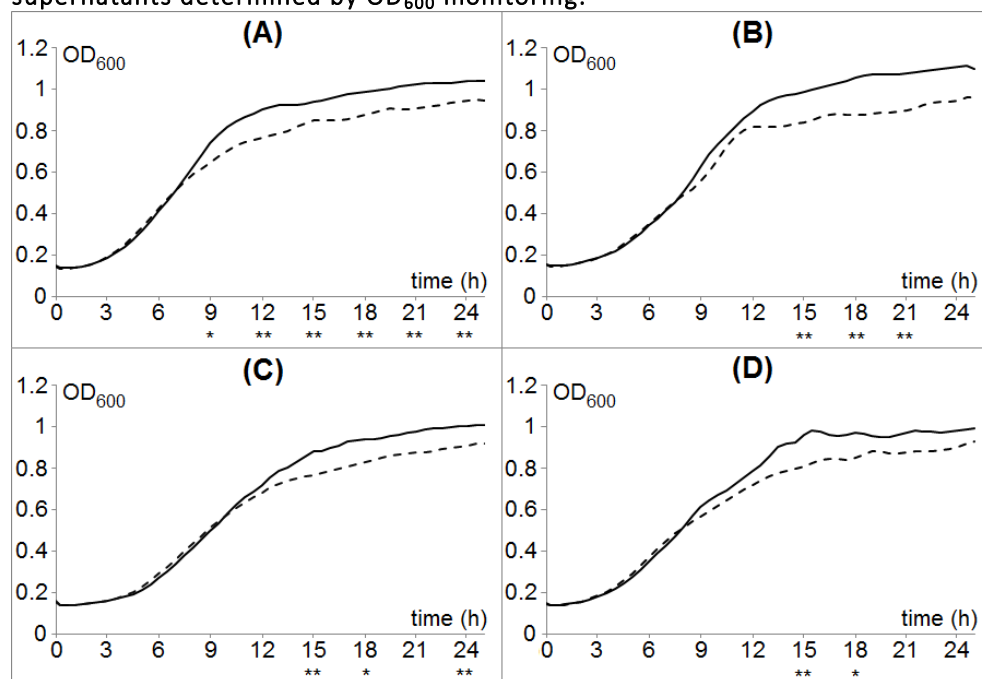 supernatants determined by OD600 monitoring.
(A)
OD600
1.2
1
0.8
0.6
0.4
0.2
0
time (h)
0 3 6 9 12 15 18 21 24
* ** ** ** ** **
(B)
OD600
1.2
1
0.8
0.6
0.4
0.2
0
time (h)
0 3 6 9 12 15 18 21 24
** ** **
(C)
OD600
1.2
1
0.8
0.6
0.4
0.2
0
time (h)
0 3 6 9 12 15 18 21 24
** * **
(D)
OD600
1.2
1
0.8
0.6
0.4
0.2
0
time (h)
0 3 6 9 12 15 18 21 24
** *